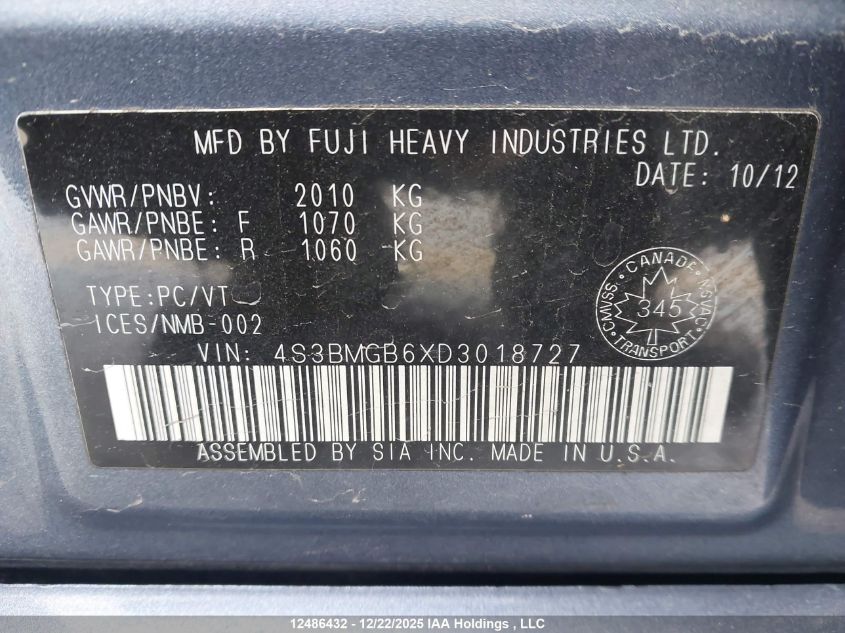 MFD BY FUJI HEAVY INDUSTRIES LTD.
DATE: 10/12
GVWR/PNBV: 2010 KG
GAWR/PNBE: F 1070 KG
GAWR/PNBE: R 1060 KG
TYPE:PC/VT
ICES/NMB-002
CANADA
CMVSS 345 NSVAC
TRANSPORT
VIN: 4S3BMGB6XD3018727
ASSEMBLED BY SIA INC. MADE IN U.S.A.
12486432 - 12/22/2025 IAA Holdings , LLC